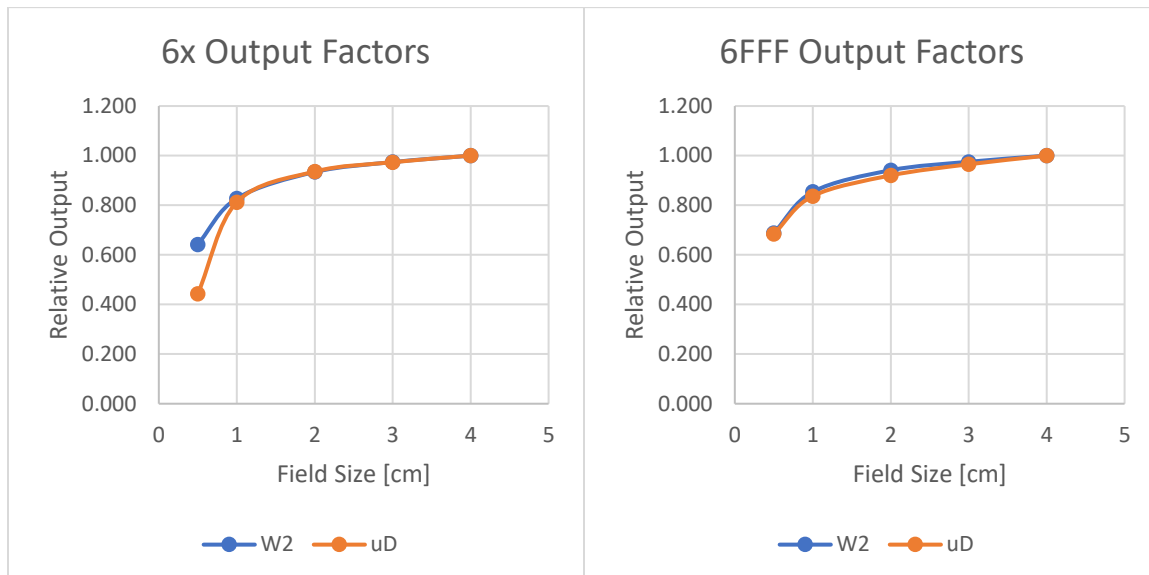 6x Output Factors
1.200
1.000
0.800
0.600
0.400
0.200
0.000
Relative Output
0 1 2 3 4 5
Field Size [cm]
W2 uD
6FFF Output Factors
1.200
1.000
0.800
0.600
0.400
0.200
0.000
Relative Output
0 1 2 3 4 5
Field Size [cm]
W2 uD